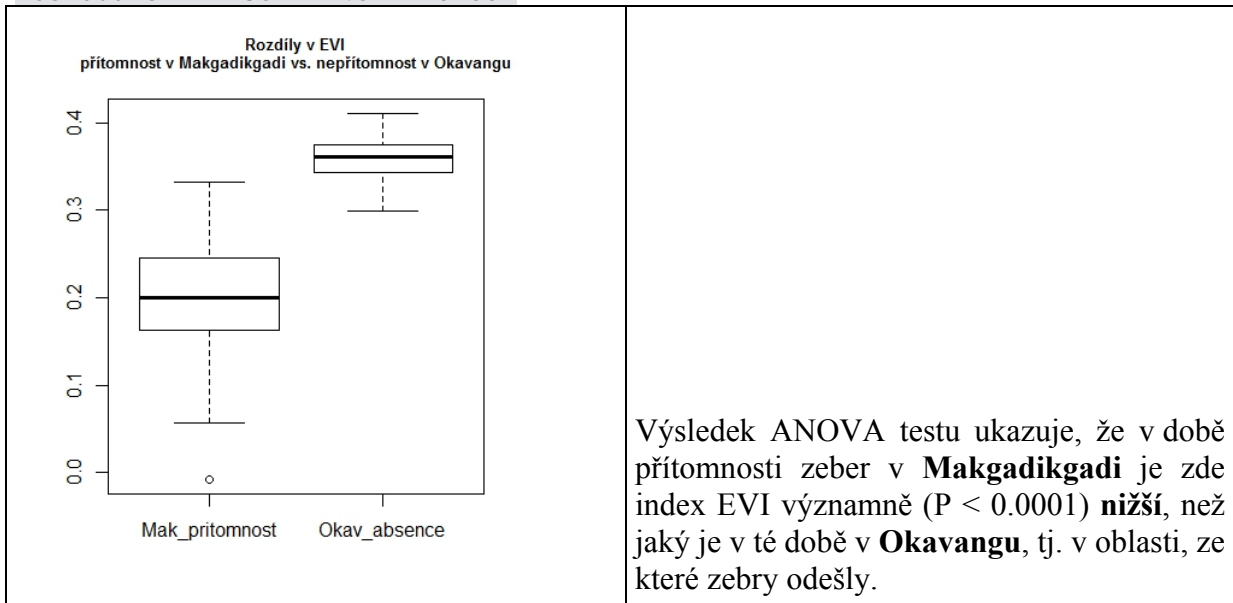 Rozdíly v EVI
přítomnost v Makgadikgadi vs. nepřítomnost v Okavangu
0.4
0.3
0.2
0.1
0.0
Mak_pritomnost Okav_absence
Výsledek ANOVA testu ukazuje, že v době
přítomnosti zeber v Makgadikgadi je zde
index EVI významně (P < 0.0001) nižší, než
jaký je v té době v Okavangu, tj. v oblasti, ze
které zebry odešly.